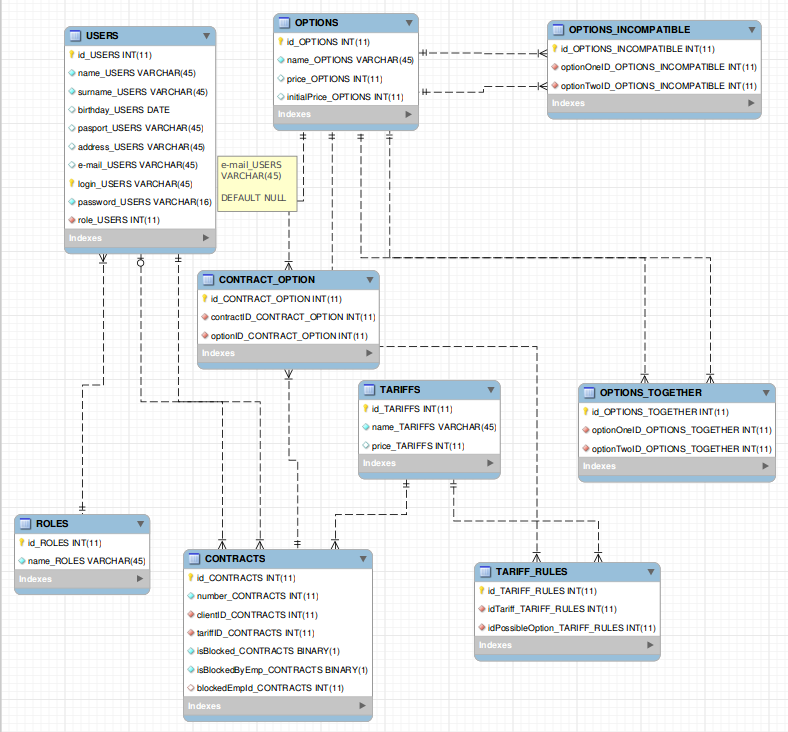 USERS
id_USERS INT(11)
name_USERS VARCHAR(45)
surname_USERS VARCHAR(45)
birthday_USERS DATE
pasport_USERS VARCHAR(45)
address_USERS VARCHAR(45)
e-mail_USERS VARCHAR(45)
login_USERS VARCHAR(45)
password_USERS VARCHAR(16)
role_USERS INT(11)
Indexes
OPTIONS
id_OPTIONS INT(11)
name_OPTIONS VARCHAR(45)
price_OPTIONS INT(11)
initialPrice_OPTIONS INT(11)
Indexes
OPTIONS_INCOMPATIBLE
id_OPTIONS_INCOMPATIBLE INT(11)
optionOneID_OPTIONS_INCOMPATIBLE INT(11)
optionTwoID_OPTIONS_INCOMPATIBLE INT(11)
Indexes
e-mail_USERS
VARCHAR(45)
DEFAULT NULL
CONTRACT_OPTION
id_CONTRACT_OPTION INT(11)
contractID_CONTRACT_OPTION INT(11)
optionID_CONTRACT_OPTION INT(11)
Indexes
TARIFFS
id_TARIFFS INT(11)
name_TARIFFS VARCHAR(45)
price_TARIFFS INT(11)
Indexes
OPTIONS_TOGETHER
id_OPTIONS_TOGETHER INT(11)
optionOneID_OPTIONS_TOGETHER INT(11)
optionTwoID_OPTIONS_TOGETHER INT(11)
Indexes
ROLES
id_ROLES INT(11)
name_ROLES VARCHAR(45)
Indexes
CONTRACTS
id_CONTRACTS INT(11)
number_CONTRACTS INT(11)
clientID_CONTRACTS INT(11)
tariffID_CONTRACTS INT(11)
isBlocked_CONTRACTS BINARY(1)
isBlockedByEmp_CONTRACTS BINARY(1)
blockedEmpId_CONTRACTS INT(11)
Indexes
TARIFF_RULES
id_TARIFF_RULES INT(11)
idTariff_TARIFF_RULES INT(11)
idPossibleOption_TARIFF_RULES INT(11)
Indexes